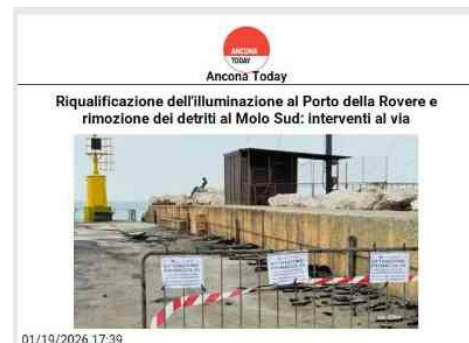 ANCONA
TODAY
Ancona Today
Riqualificazione dell'illuminazione al Porto della Rovere e
rimozione dei detriti al Molo Sud: interventi al via
01/19/2026 17:39